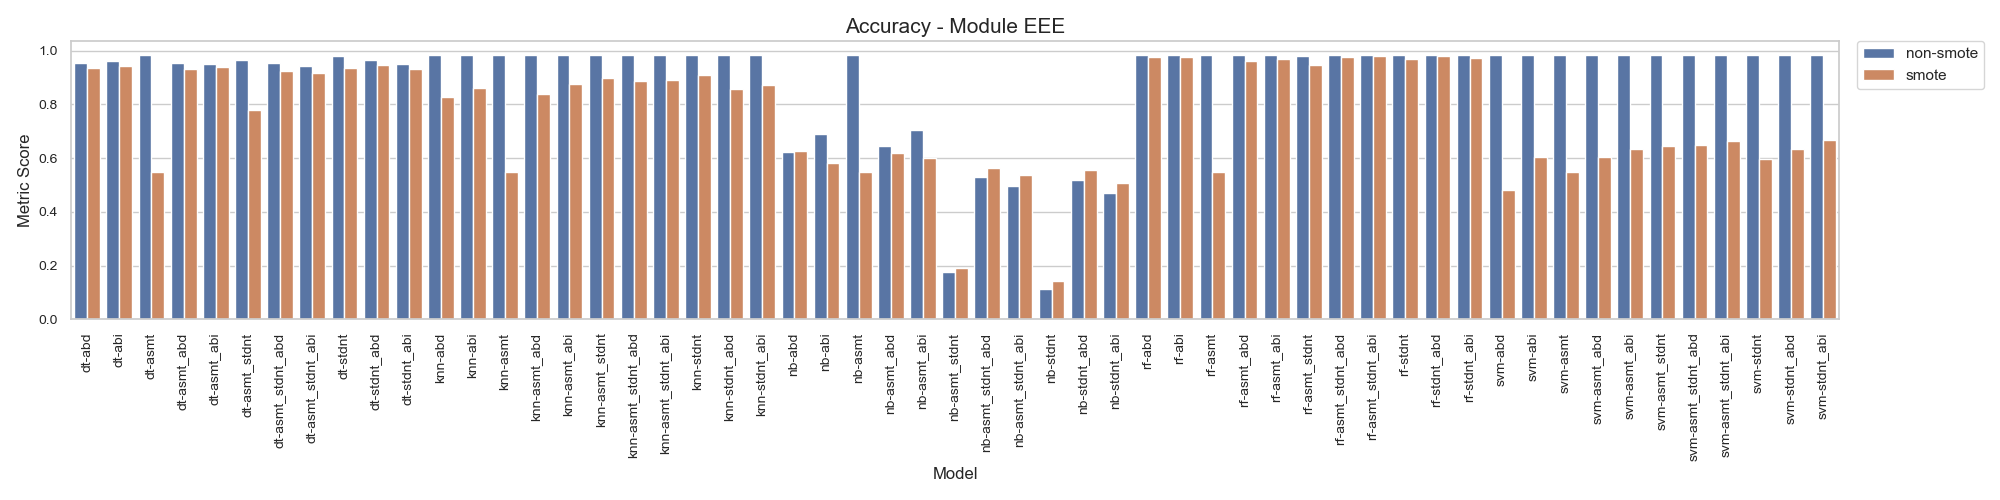 Accuracy - Module EEE
non-smote
smote
Metric Score
1.0
0.8
0.6
0.4
0.2
0.0
dt-abd
dt-abi
dt-asmt
dt-asmt_abd
dt-asmt_abi
dt-asmt_stdnt
dt-asmt_stdnt_abd
dt-asmt_stdnt_abi
dt-stdnt
dt-stdnt_abd
dt-stdnt_abi
knn-abd
knn-abi
knn-asmt
knn-asmt_abd
knn-asmt_abi
knn-asmt_stdnt
knn-asmt_stdnt_abd
knn-asmt_stdnt_abi
knn-stdnt
knn-stdnt_abd
knn-stdnt_abi
nb-abd
nb-abi
nb-asmt
nb-asmt_abd
nb-asmt_abi
nb-asmt_stdnt
nb-asmt_stdnt_abd
nb-asmt_stdnt_abi
nb-stdnt
nb-stdnt_abd
nb-stdnt_abi
rf-abd
rf-abi
rf-asmt
rf-asmt_abd
rf-asmt_abi
rf-asmt_stdnt
rf-asmt_stdnt_abd
rf-asmt_stdnt_abi
rf-stdnt
rf-stdnt_abd
rf-stdnt_abi
svm-abd
svm-abi
svm-asmt
svm-asmt_abd
svm-asmt_abi
svm-asmt_stdnt
svm-asmt_stdnt_abd
svm-asmt_stdnt_abi
svm-stdnt
svm-stdnt_abd
svm-stdnt_abi
Model